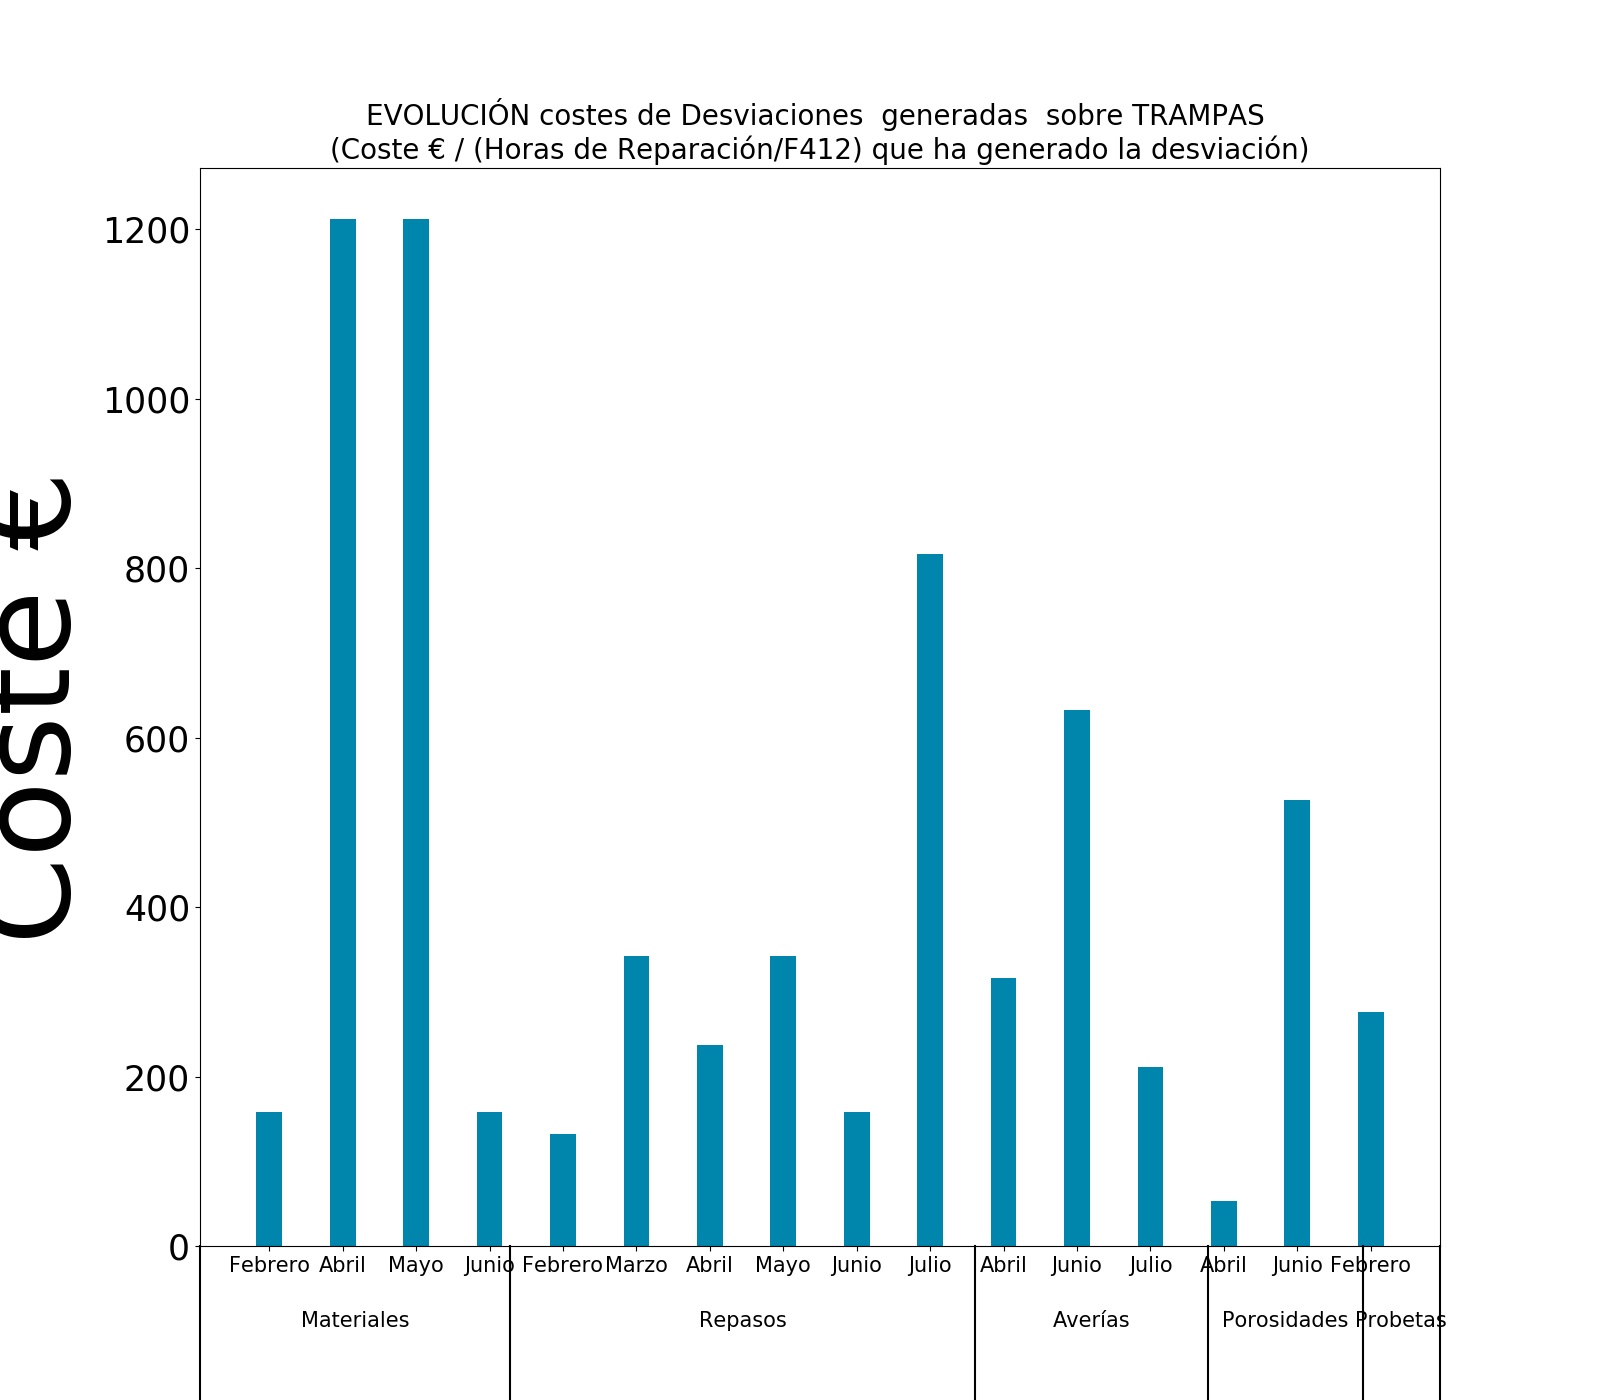 EVOLUCIÓN costes de Desviaciones  generadas  sobre TRAMPAS
(Coste € / (Horas de Reparación/F412) que ha generado la desviación)
Coste €
1200
1000
800
600
400
200
0
Febrero Abril Mayo Junio Febrero Marzo Abril Mayo Junio Julio Abril Junio Julio Abril Junio Febrero
Materiales Repasos Averías Porosidades Probetas